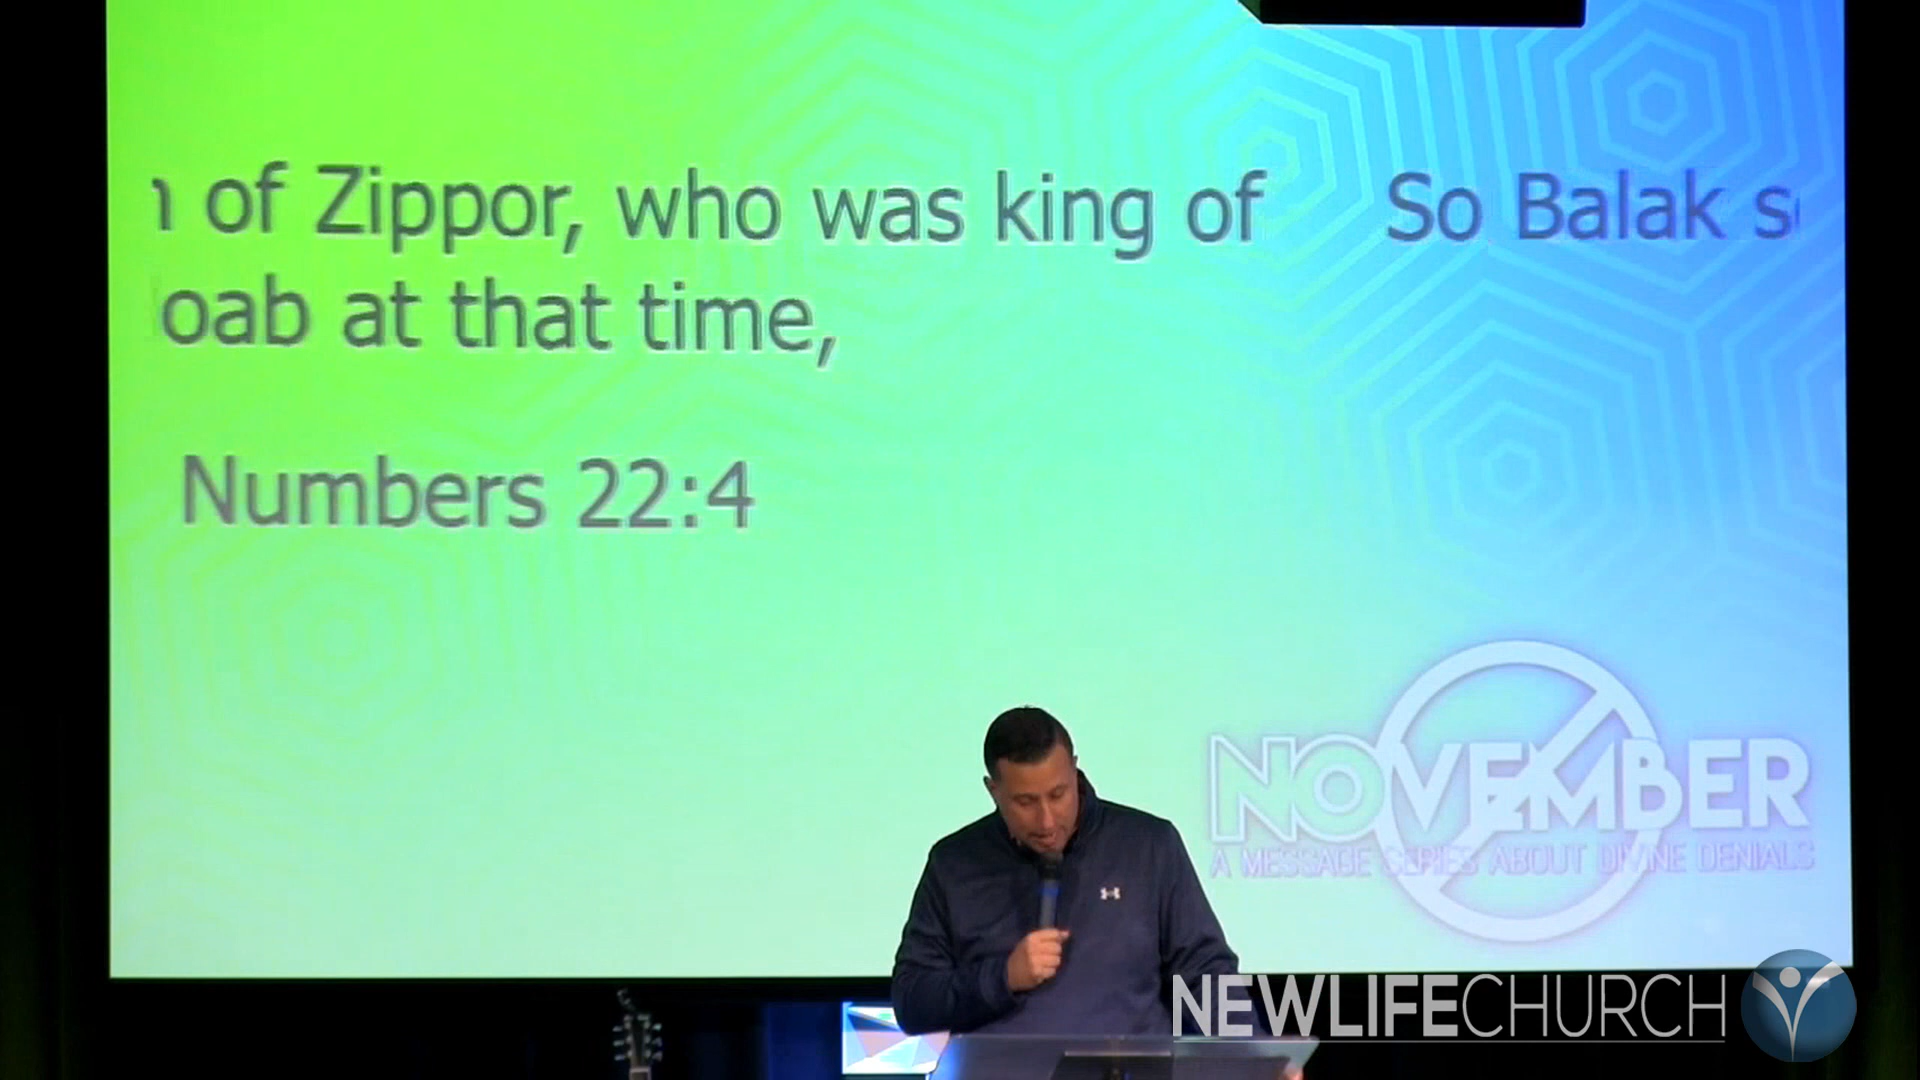 of Zippor, who was king of So Balak
oab at that time,
Numbers 22:4
NOVEMBER
A MESSAGE SERIES ABOUT DIVINE DENIALS
NEWLIFECHURCH